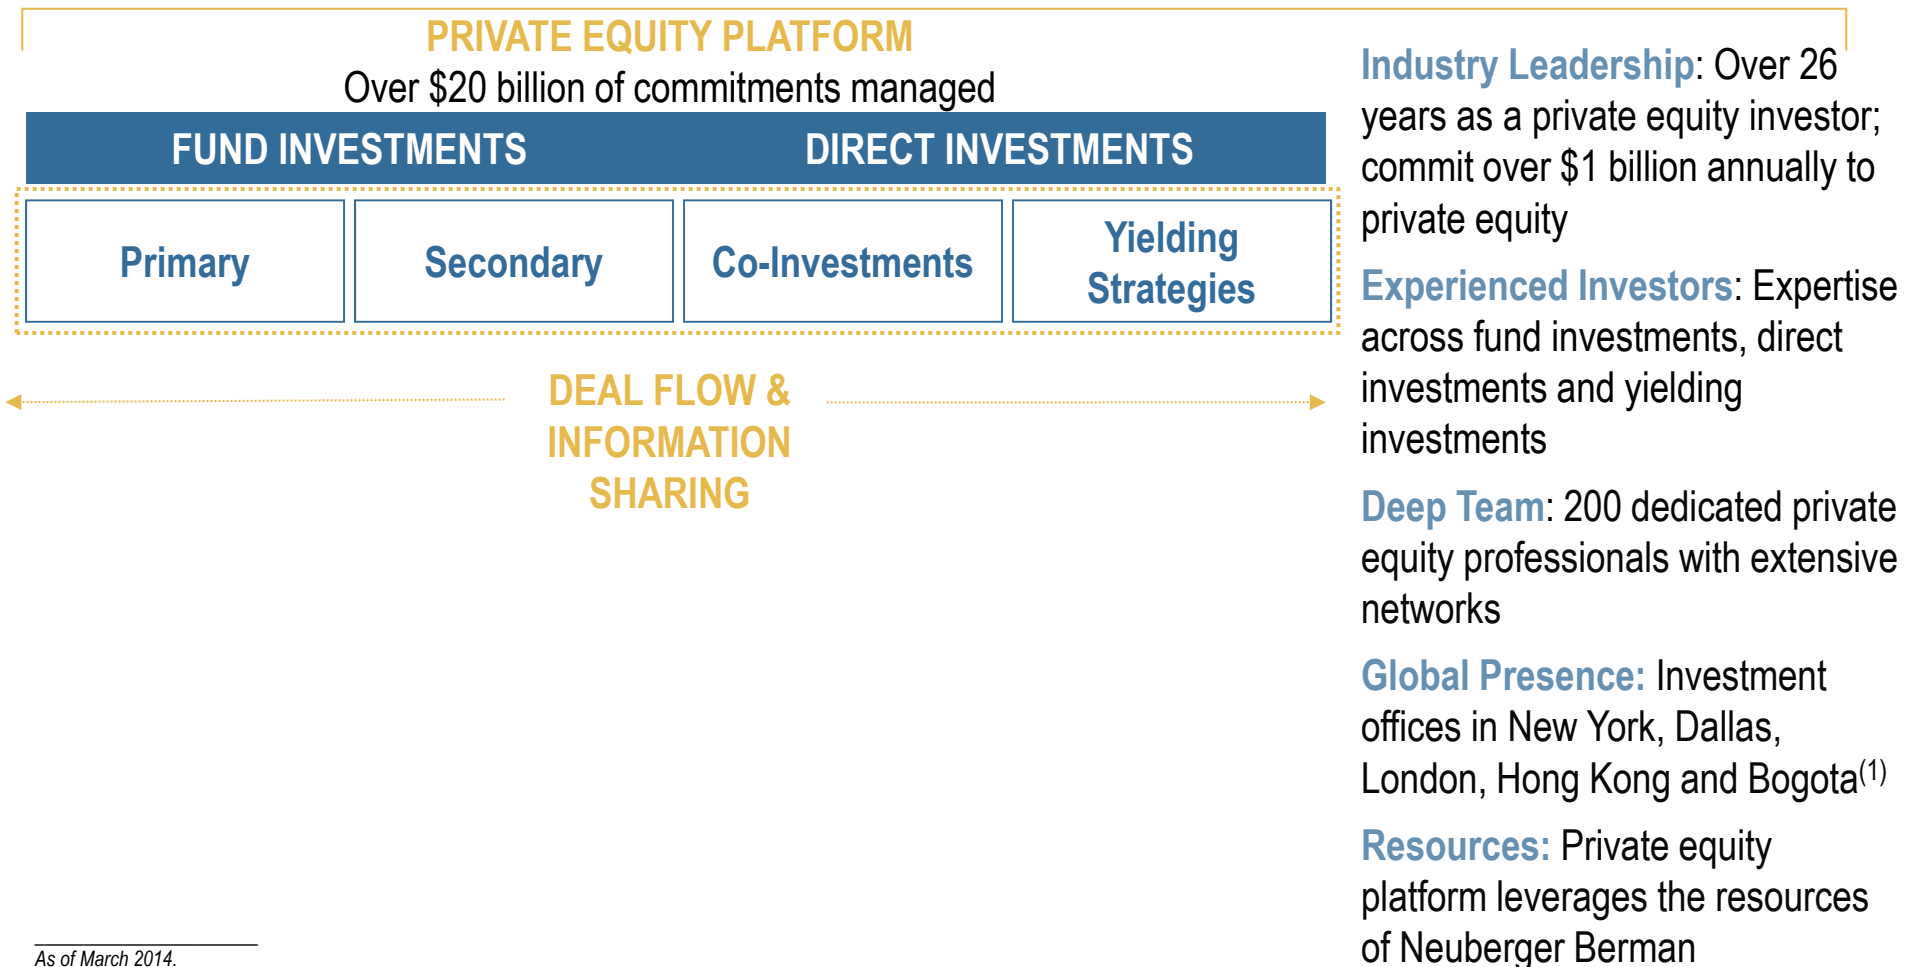 PRIVATE EQUITY PLATFORM
Over $20 billion of commitments managed
FUND INVESTMENTS
DIRECT INVESTMENTS
Primary
Secondary
Co-Investments
Yielding
Strategies
DEAL FLOW &
INFORMATION
SHARING
Industry Leadership: Over 26
years as a private equity investor;
commit over $1 billion annually to
private equity
Experienced Investors: Expertise
across fund investments, direct
investments and yielding
investments
Deep Team: 200 dedicated private
equity professionals with extensive
networks
Global Presence: Investment
offices in New York, Dallas,
London, Hong Kong and Bogota(1)
Resources: Private equity
platform leverages the resources
of Neuberger Berman
As of March 2014.